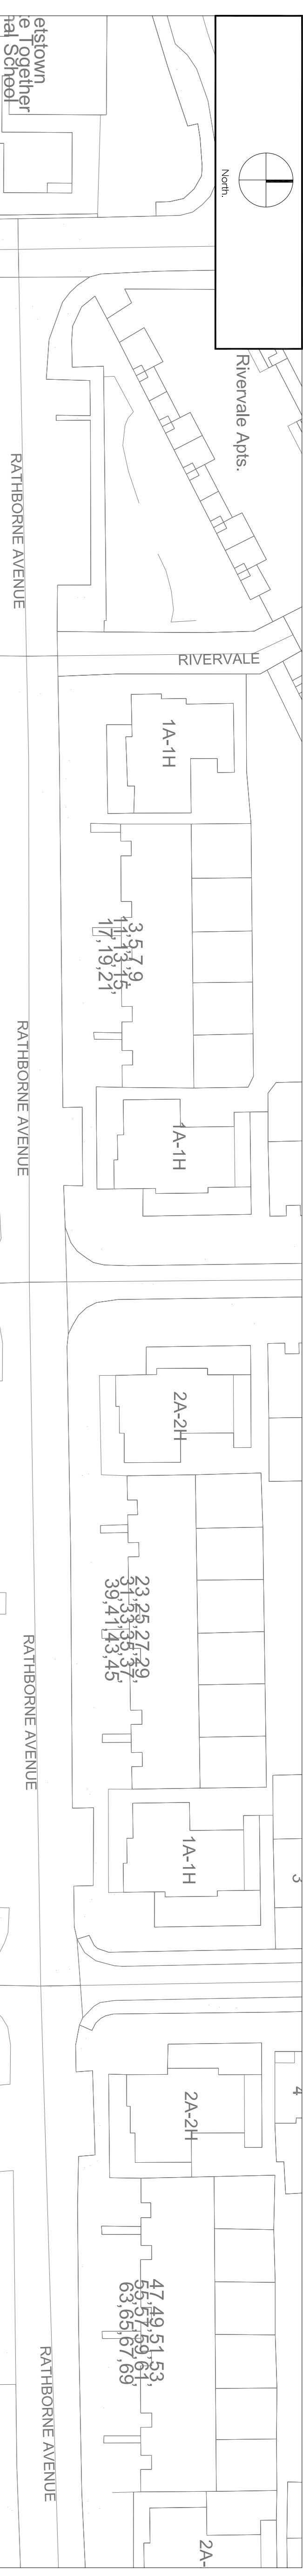 etstown
e Together
nal School
North.
Rivervale Apts.
RATHBORNE AVENUE
RIVERVALE
1A-1H
3,5,7,9,
11,13,15,
17,19,21
RATHBORNE AVENUE
1A-1H
2A-2H
23,25,27,29,
31,33,35,37,
39,41,43,45
RATHBORNE AVENUE
1A-1H
3
4
2A-2H
47,49,51,53,
55,57,59,61,
63,65,67,69
RATHBORNE AVENUE
2A-